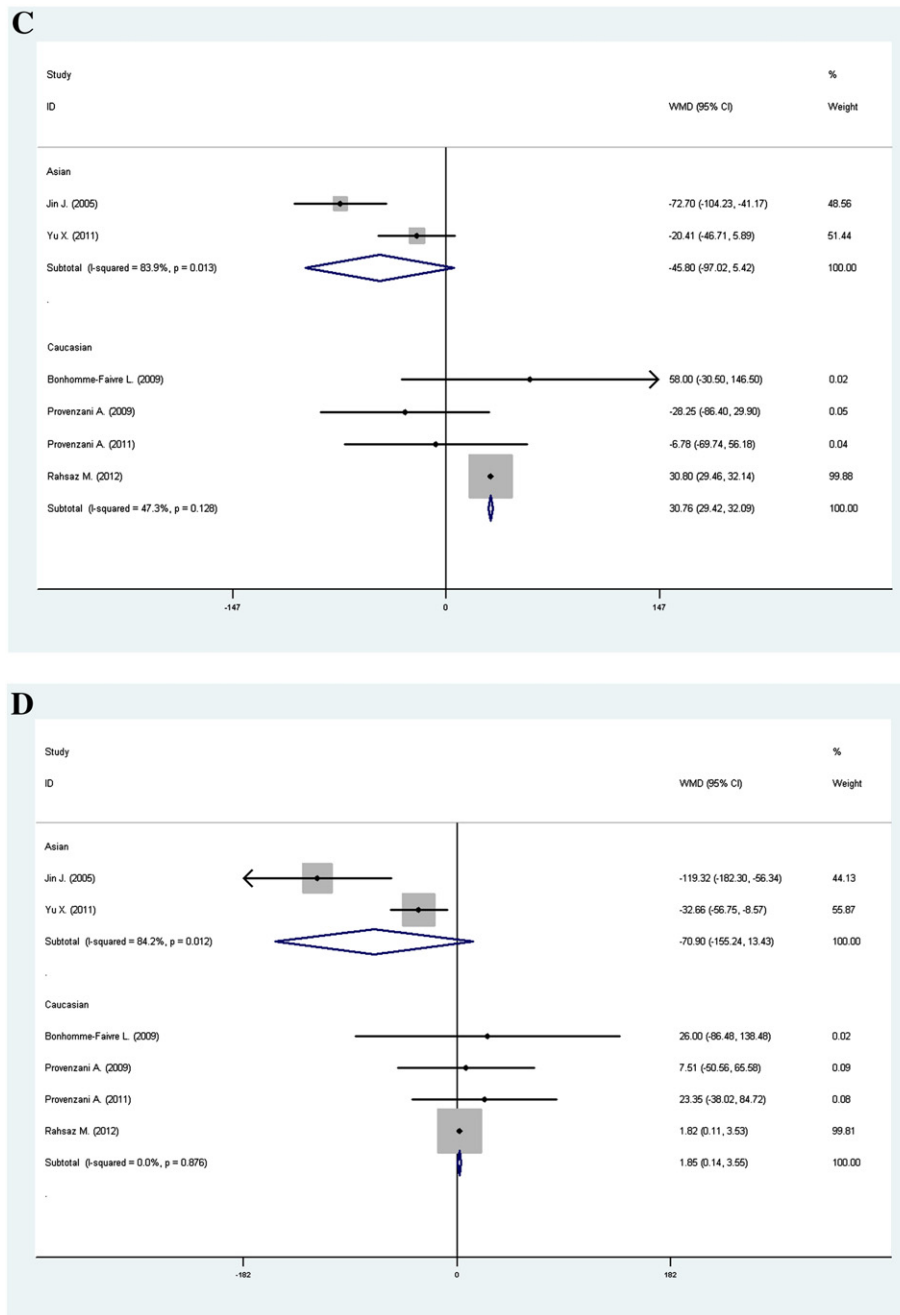 C
Study %
ID WMD (95% CI) Weight
Asian
Jin J. (2005) -72.70 (-104.23, -41.17) 48.56
Yu X. (2011) -20.41 (-46.71, 5.89) 51.44
Subtotal (I-squared = 83.9%, p = 0.013) -45.80 (-97.02, 5.42) 100.00
.
Caucasian
Bonhomme-Faivre L. (2009) 58.00 (-30.50, 146.50) 0.02
Provenzani A. (2009) -28.25 (-86.40, 29.90) 0.05
Provenzani A. (2011) -6.78 (-69.74, 56.18) 0.04
Rahsaz M. (2012) 30.80 (29.46, 32.14) 99.88
Subtotal (I-squared = 47.3%, p = 0.128) 30.76 (29.42, 32.09) 100.00
-147 0 147
D
Study %
ID WMD (95% CI) Weight
Asian
Jin J. (2005) -119.32 (-182.30, -56.34) 44.13
Yu X. (2011) -32.66 (-56.75, -8.57) 55.87
Subtotal (I-squared = 84.2%, p = 0.012) -70.90 (-155.24, 13.43) 100.00
.
Caucasian
Bonhomme-Faivre L. (2009) 26.00 (-86.48, 138.48) 0.02
Provenzani A. (2009) 7.51 (-50.56, 65.58) 0.09
Provenzani A. (2011) 23.35 (-38.02, 84.72) 0.08
Rahsaz M. (2012) 1.82 (0.11, 3.53) 99.81
Subtotal (I-squared = 0.0%, p = 0.876) 1.85 (0.14, 3.55) 100.00
.
-182 0 182